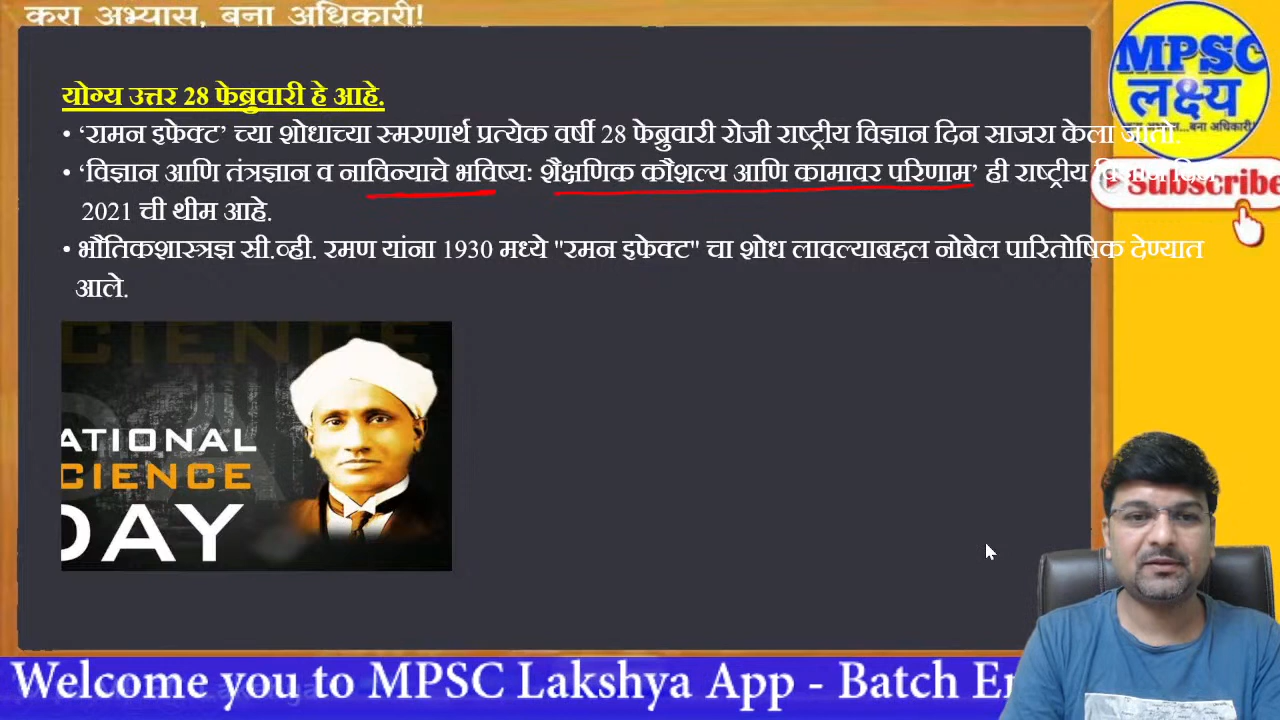 करा अभ्यास, बना अधिकारी!
MPSC
लक्ष्य
योग्य उत्तर 28 फेब्रुवारी हे आहे.
• ‘रामन इफेक्ट’ च्या शोधाच्या स्मरणार्थ प्रत्येक वर्षी 28 फेब्रुवारी रोजी राष्ट्रीय विज्ञान दिन साजरा केला जातो.
• ‘विज्ञान आणि तंत्रज्ञान व नाविन्याचे भविष्यः शैक्षणिक कौशल्य आणि कामावर परिणाम’ ही राष्ट्रीय विज्ञान दिन
2021 ची थीम आहे.
Subscribe
• भौतिकशास्त्रज्ञ सी.व्ही. रमण यांना 1930 मध्ये "रमन इफेक्ट" चा शोध लावल्याबद्दल नोबेल पारितोषिक देण्यात
आले.
SCIENCE
ATIONAL
CIENCE
DAY
Welcome you to MPSC Lakshya App - Batch En